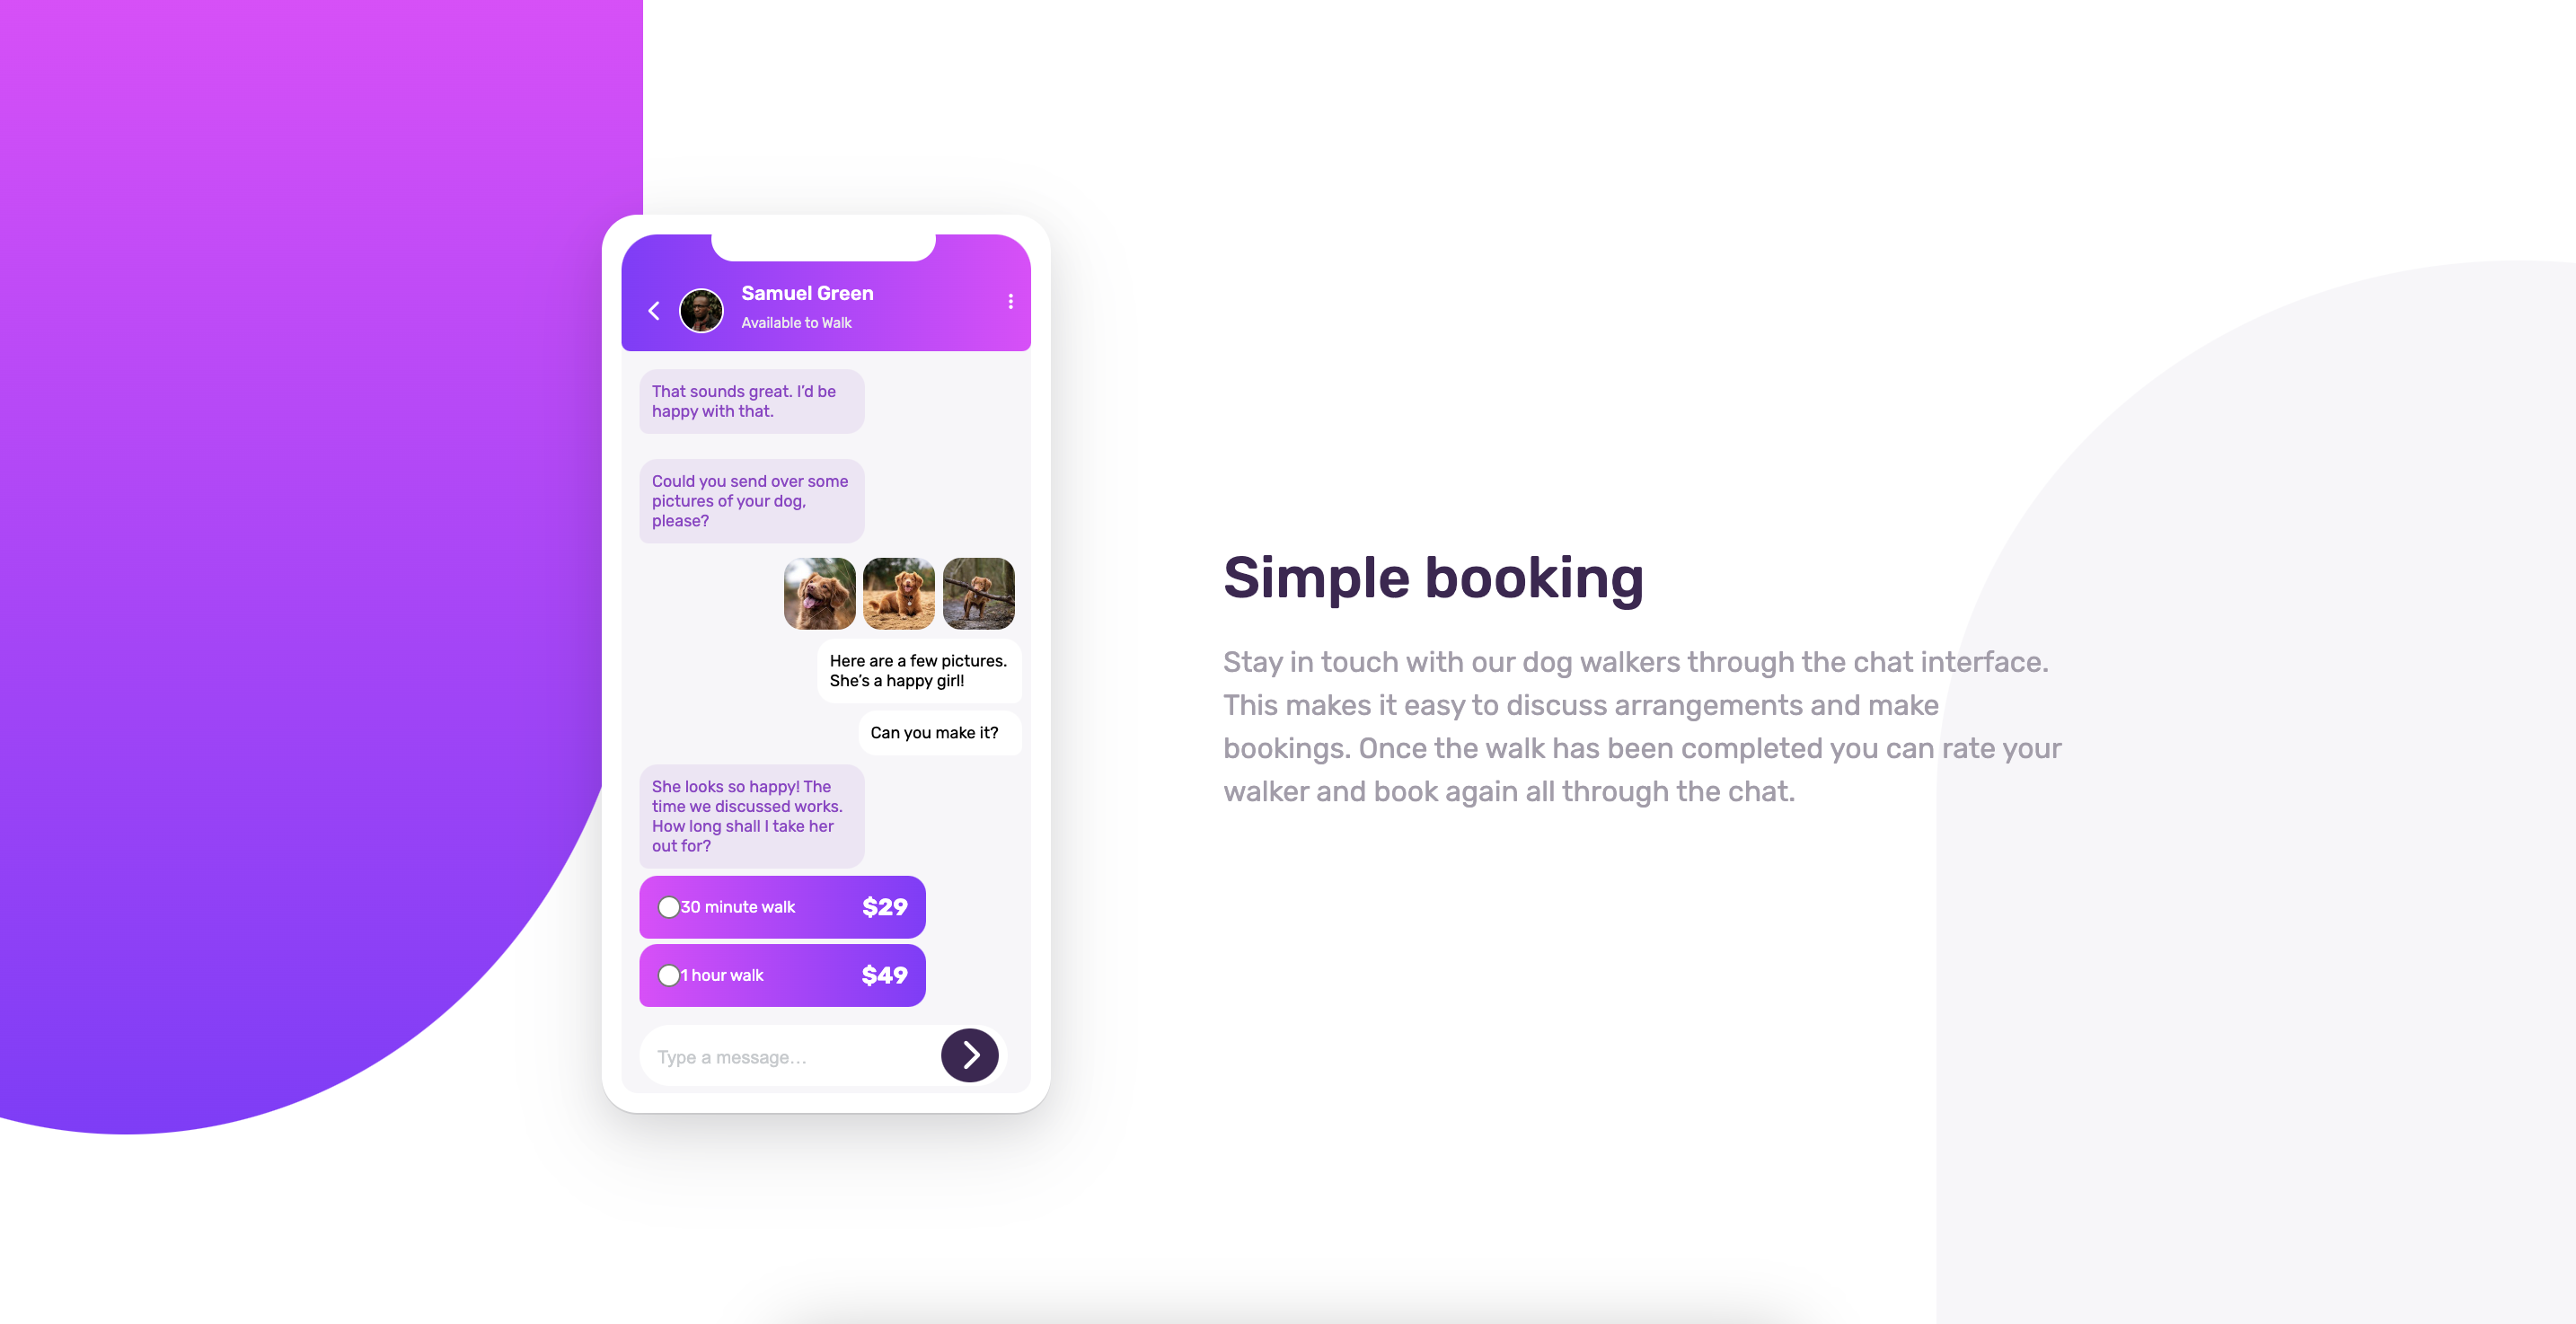 Samuel Green
Available to Walk
That sounds great. I’d be
happy with that.
Could you send over some
pictures of your dog,
please?
Here are a few pictures.
She’s a happy girl!
Can you make it?
She looks so happy! The
time we discussed works.
How long shall I take her
out for?
30 minute walk $29
1 hour walk $49
Type a message…
Simple booking
Stay in touch with our dog walkers through the chat interface.
This makes it easy to discuss arrangements and make
bookings. Once the walk has been completed you can rate your
walker and book again all through the chat.